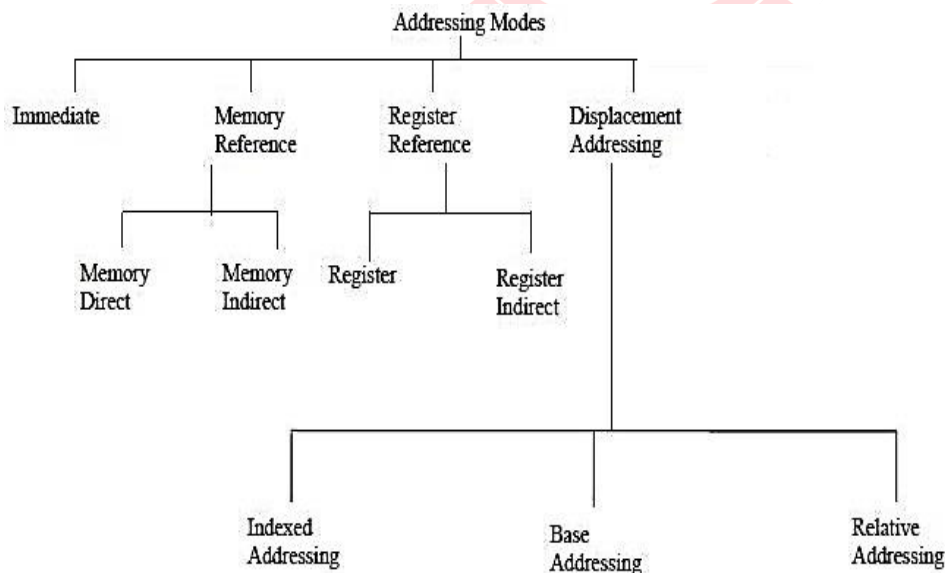 Addressing Modes
Immediate
Memory
Reference
Register
Reference
Displacement
Addressing
Memory
Direct
Memory
Indirect
Register
Register
Indirect
Indexed
Addressing
Base
Addressing
Relative
Addressing